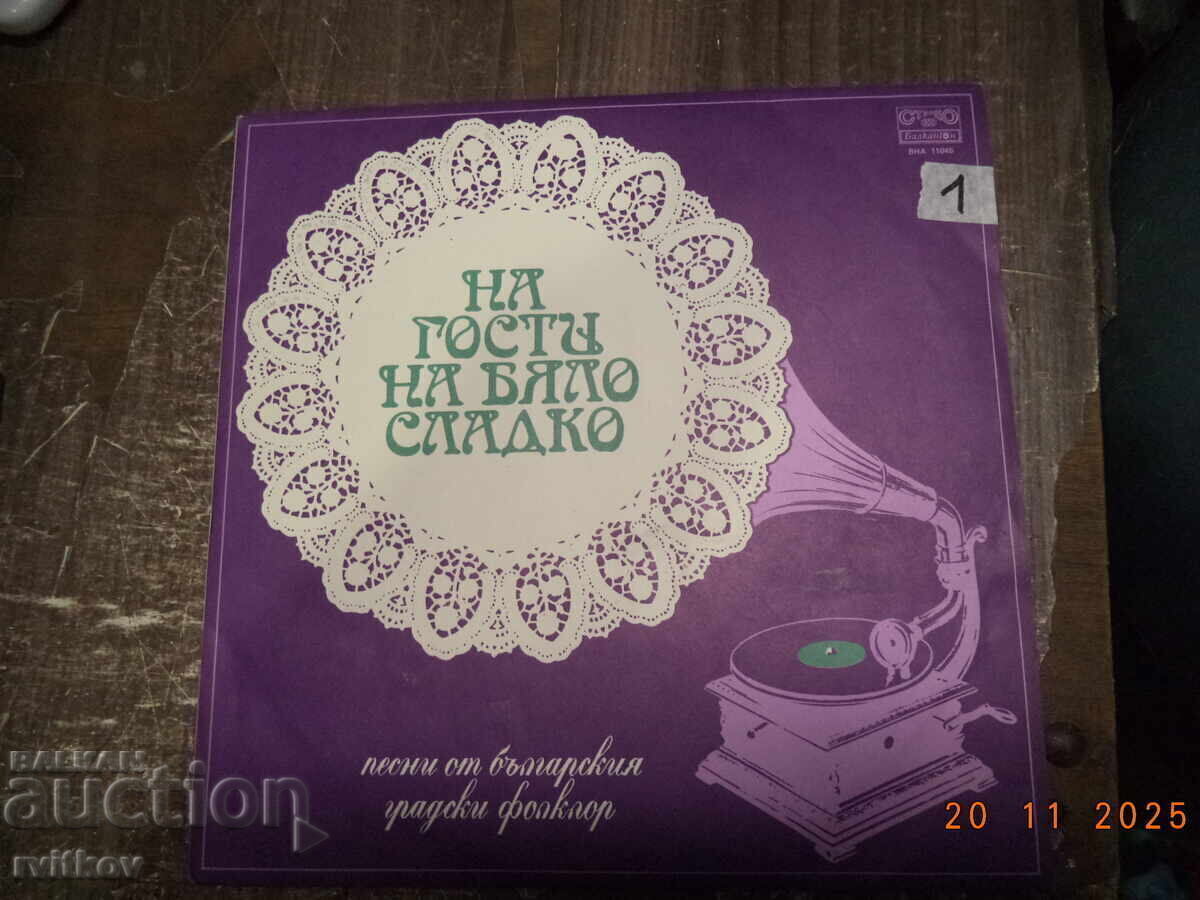 СТЕРЕО
Балкантон
ВНА 11046
1
НА
ГОСТИ
НА БЯЛО
СЛАДКО
песни от българския
градски фолклор
BALKAN
auction
rvitkov
20 11 2025